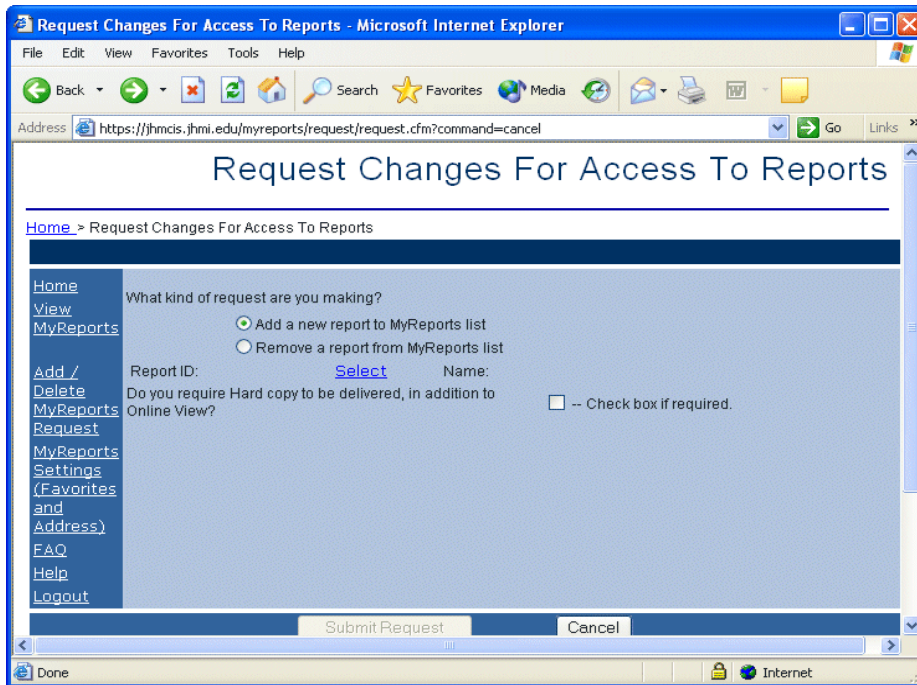 Request Changes For Access To Reports - Microsoft Internet Explorer
File Edit View Favorites Tools Help
Back Search Favorites Media
Address https://jhmcis.jhmi.edu/myreports/request/request.cfm?command=cancel Go Links »
Request Changes For Access To Reports
Home > Request Changes For Access To Reports
Home
View
MyReports
Add /
Delete
MyReports
Request
MyReports
Settings
(Favorites
and
Address)
FAQ
Help
Logout
What kind of request are you making?
Add a new report to MyReports list
Remove a report from MyReports list
Report ID: Select Name:
Do you require Hard copy to be delivered, in addition to
Online View?
-- Check box if required.
Submit Request Cancel
Done Internet